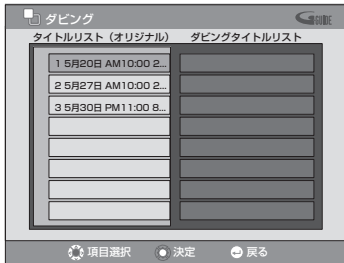 ダビング
GGUIDE
タイトルリスト（オリジナル） ダビングタイトルリスト
1 5月20日 AM10:00 2...
2 5月27日 AM10:00 2...
3 5月30日 PM11:00 8...
項目選択 決定 戻る